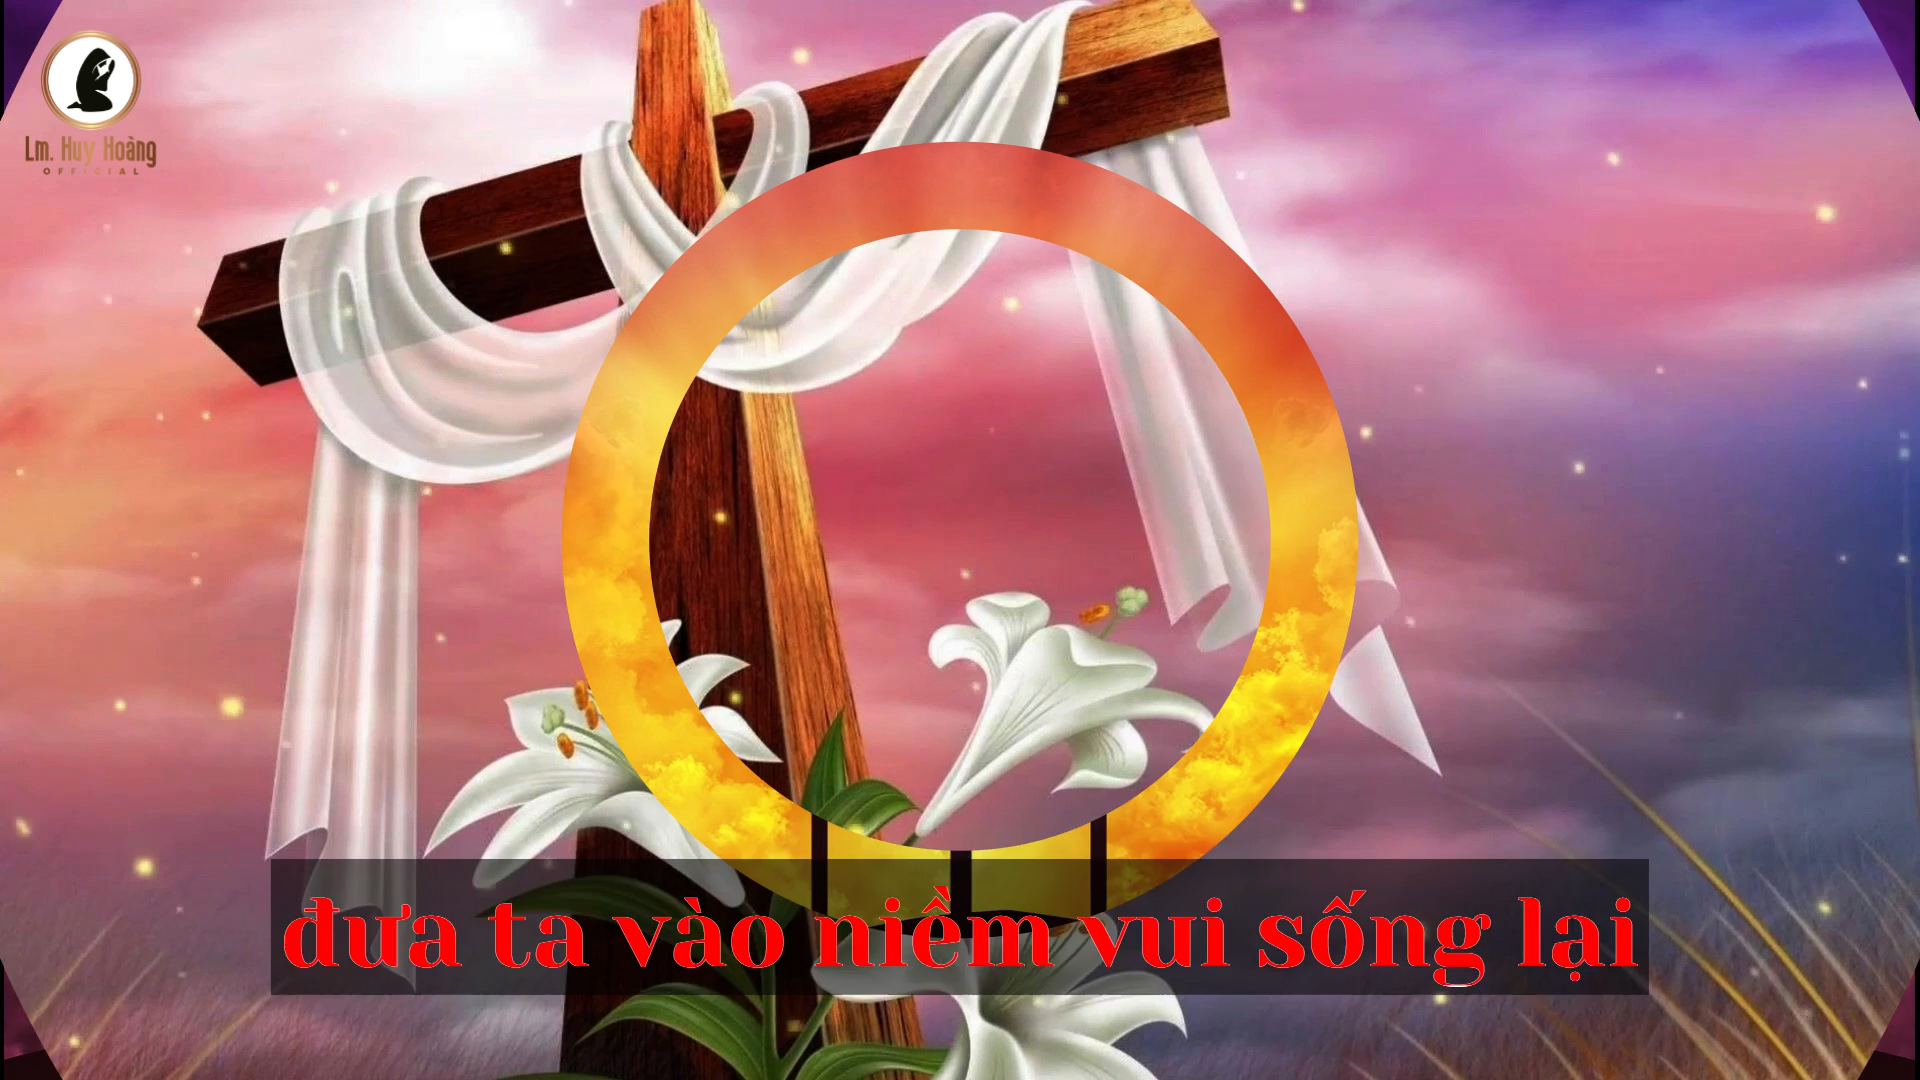 Lm. Huy Hoàng
OFFICIAL
đưa ta vào niềm vui sống lại